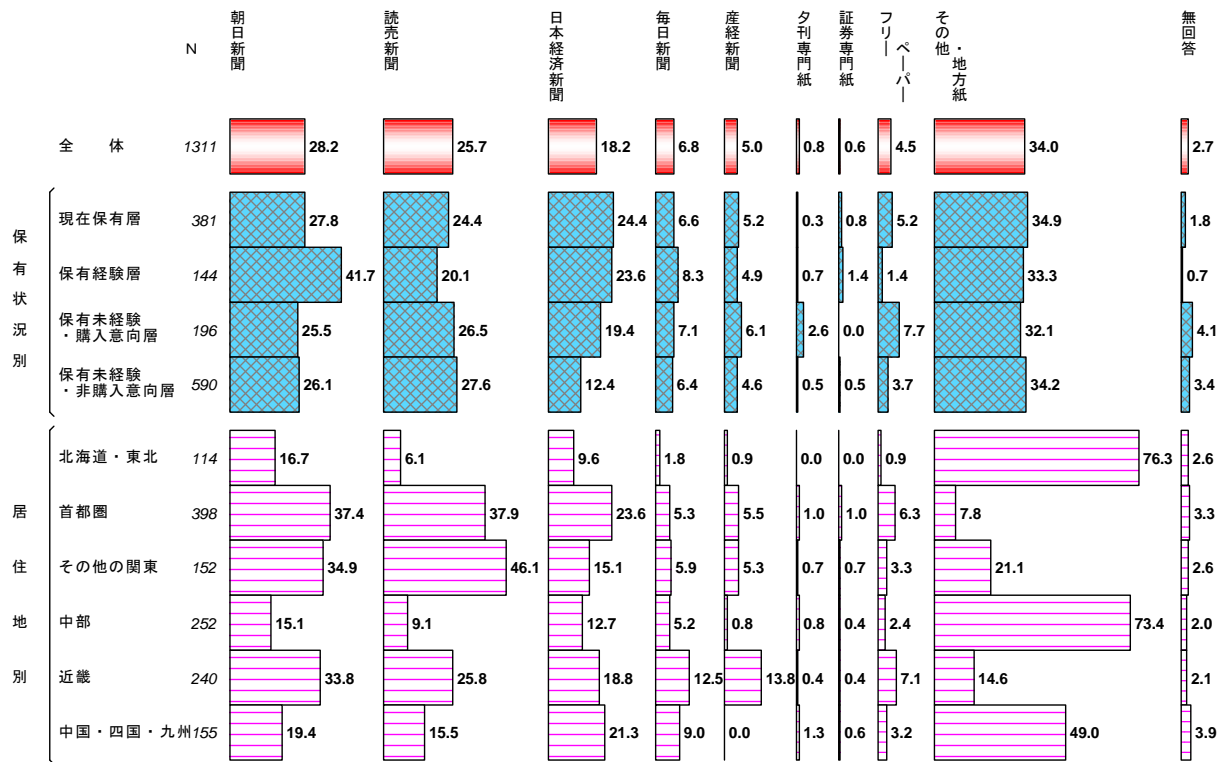 N 朝日新聞 読売新聞 日本経済新聞 毎日新聞 産経新聞 夕刊専門紙 証券専門紙 フリーペーパー その他・地方紙 無回答
全 体 1311 28.2 25.7 18.2 6.8 5.0 0.8 0.6 4.5 34.0 2.7
保有状況別
現在保有層 381 27.8 24.4 24.4 6.6 5.2 0.3 0.8 5.2 34.9 1.8
保有経験層 144 41.7 20.1 23.6 8.3 4.9 0.7 1.4 1.4 33.3 0.7
保有未経験
・購入意向層 196 25.5 26.5 19.4 7.1 6.1 2.6 0.0 7.7 32.1 4.1
保有未経験
・非購入意向層 590 26.1 27.6 12.4 6.4 4.6 0.5 0.5 3.7 34.2 3.4
居住地別
北海道・東北 114 16.7 6.1 9.6 1.8 0.9 0.0 0.0 0.9 76.3 2.6
首都圏 398 37.4 37.9 23.6 5.3 5.5 1.0 1.0 6.3 7.8 3.3
その他の関東 152 34.9 46.1 15.1 5.9 5.3 0.7 0.7 3.3 21.1 2.6
中部 252 15.1 9.1 12.7 5.2 0.8 0.8 0.4 2.4 73.4 2.0
近畿 240 33.8 25.8 18.8 12.5 13.8 0.4 0.4 7.1 14.6 2.1
中国・四国・九州 155 19.4 15.5 21.3 9.0 0.0 1.3 0.6 3.2 49.0 3.9